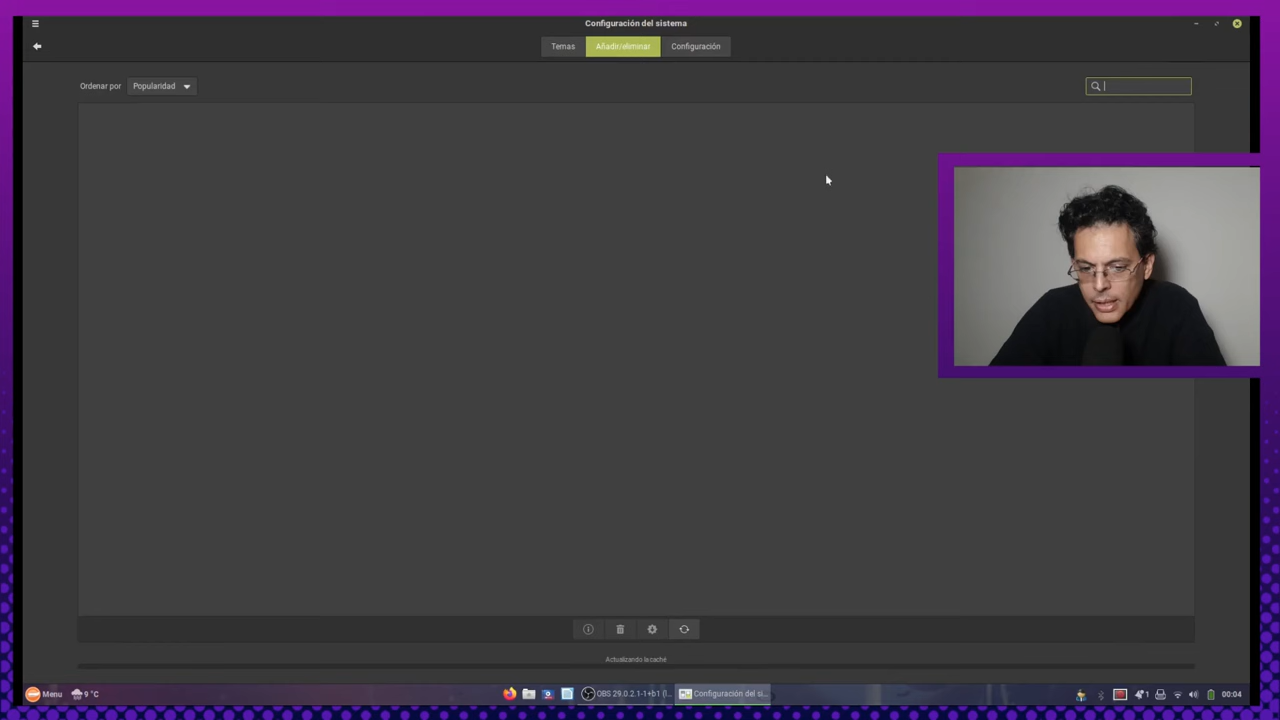 Configuración del sistema
Temas
Añadir/eliminar
Configuración
Ordenar por
Popularidad
Actualizando la caché
Menu
9 °C
OBS 29.0.2.1-1+b1 (l...
Configuración del si...
1
00:04